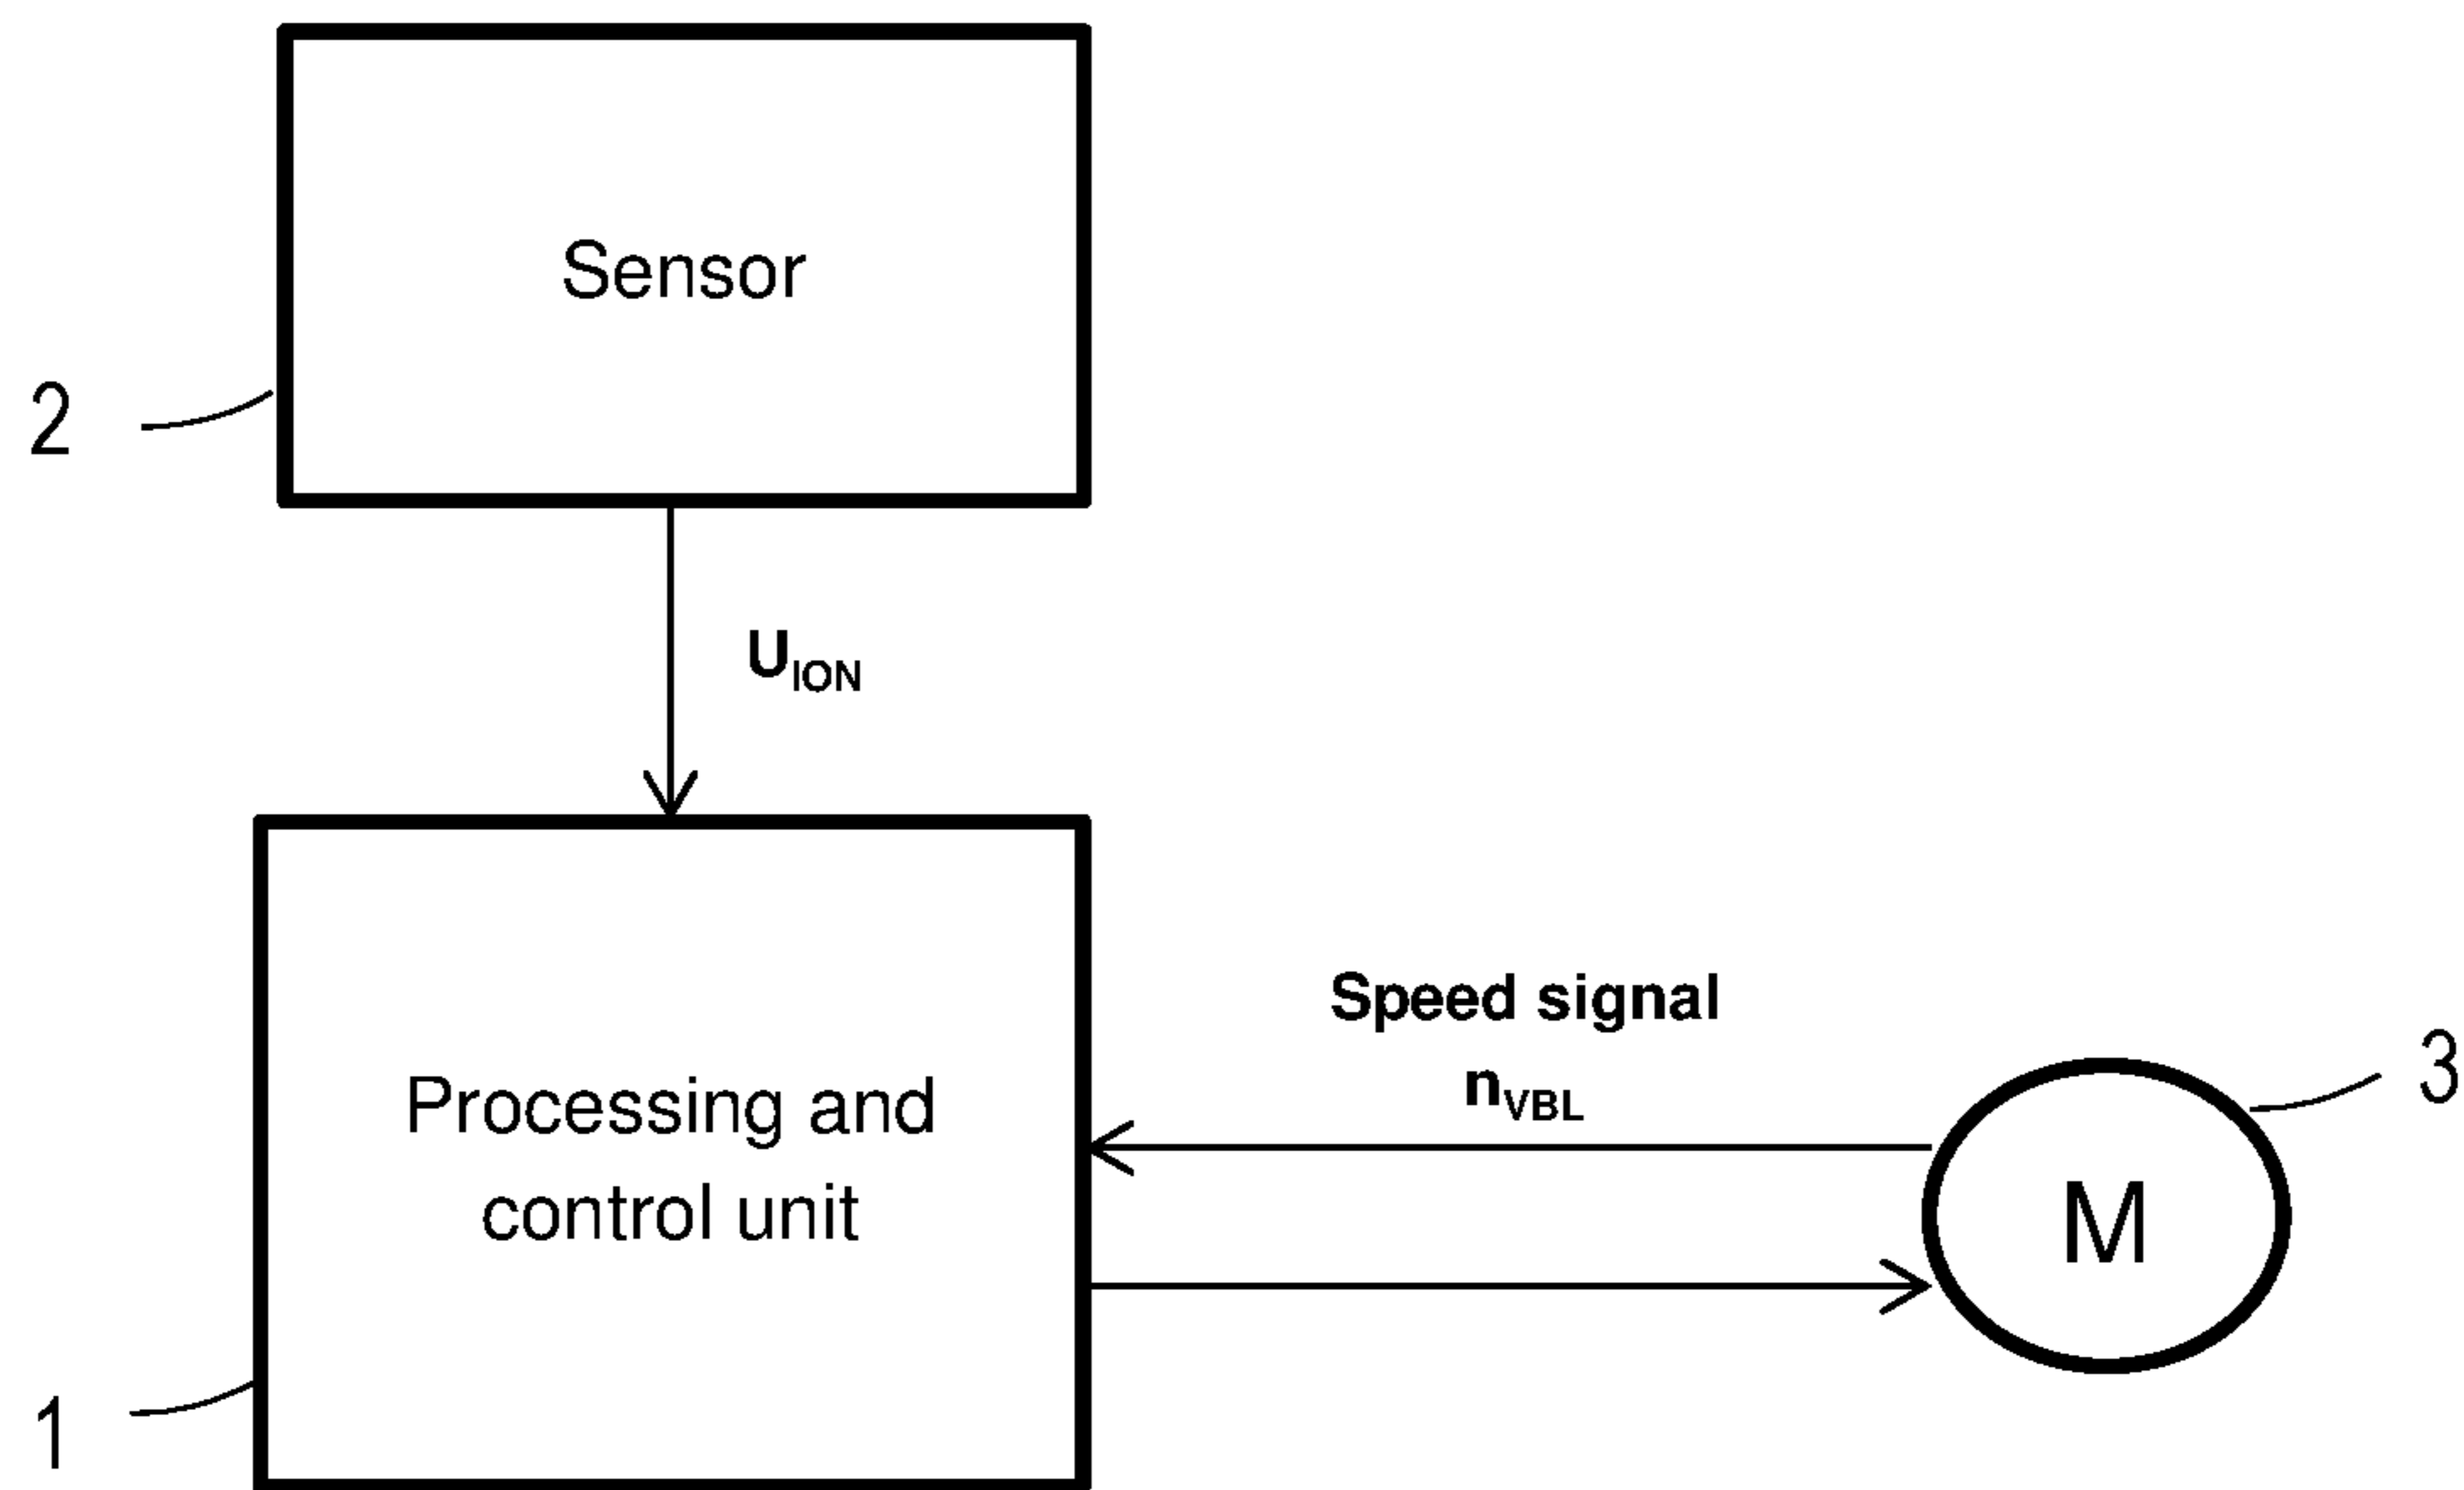 Sensor
2
U_ION
Speed signal
n_VBL
3
Processing and
control unit
M
1